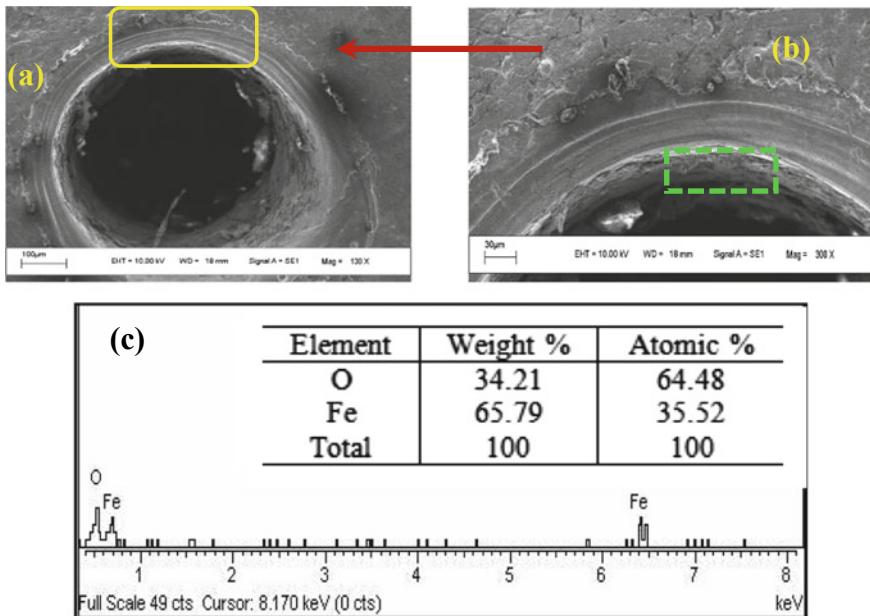 (a)
100µm
EHT = 10.00 kV WD = 18 mm Signal A = SE1 Mag = 130 X
(b)
30µm
EHT = 10.00 kV WD = 18 mm Signal A = SE1 Mag = 300 X
(c)
Element Weight % Atomic %
O 34.21 64.48
Fe 65.79 35.52
Total 100 100
O
Fe Fe
1 2 3 4 5 6 7 8
Full Scale 49 cts Cursor: 8.170 keV (0 cts) keV